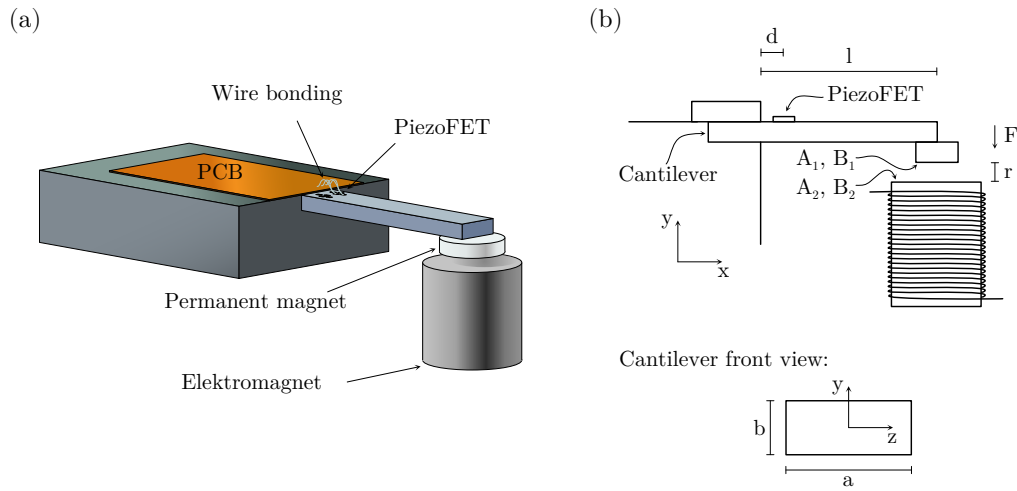 (a)
Wire bonding
PiezoFET
PCB
Permanent magnet
Elektromagnet
(b)
d
l
PiezoFET
F
A₁, B₁
r
A₂, B₂
Cantilever
y
x
Cantilever front view:
y
b
z
a